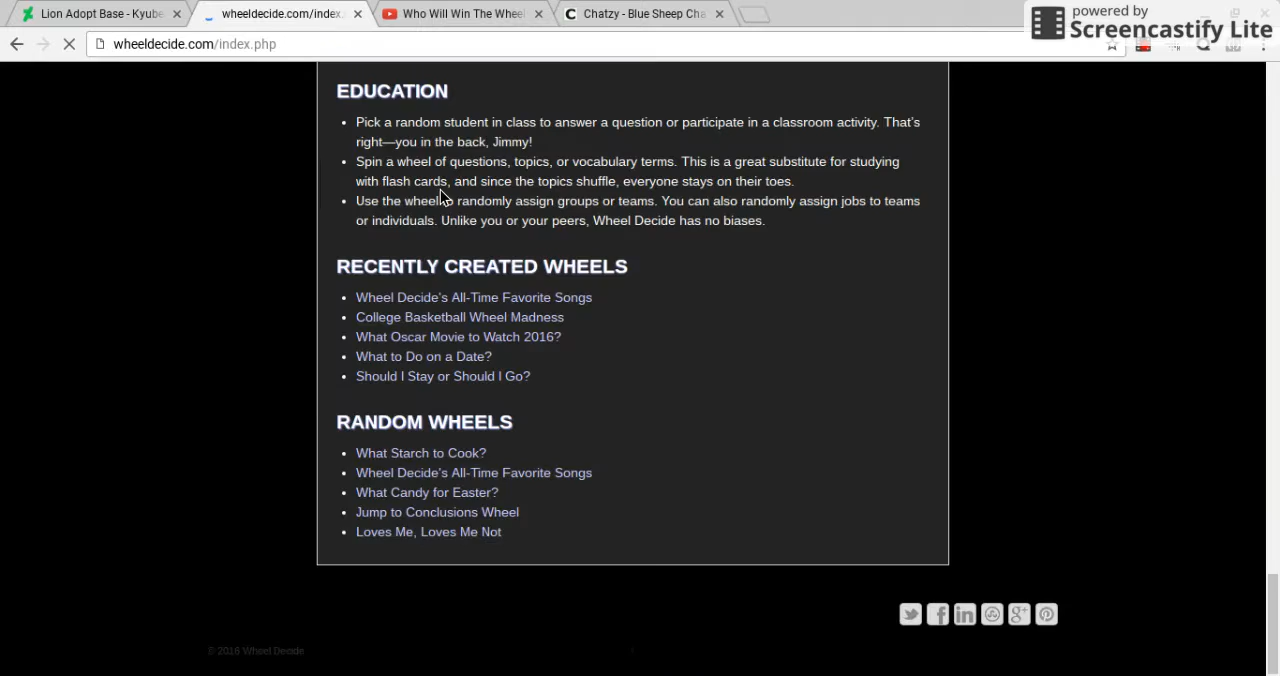 Lion Adopt Base - Kyube
wheeldecide.com/index.
Who Will Win The Wheel
Chatzy - Blue Sheep Cha
powered by
Screencastify Lite
wheeldecide.com/index.php
EDUCATION
• Pick a random student in class to answer a question or participate in a classroom activity. That's
right—you in the back, Jimmy!
• Spin a wheel of questions, topics, or vocabulary terms. This is a great substitute for studying
with flash cards, and since the topics shuffle, everyone stays on their toes.
• Use the wheel to randomly assign groups or teams. You can also randomly assign jobs to teams
or individuals. Unlike you or your peers, Wheel Decide has no biases.
RECENTLY CREATED WHEELS
• Wheel Decide's All-Time Favorite Songs
• College Basketball Wheel Madness
• What Oscar Movie to Watch 2016?
• What to Do on a Date?
• Should I Stay or Should I Go?
RANDOM WHEELS
• What Starch to Cook?
• Wheel Decide's All-Time Favorite Songs
• What Candy for Easter?
• Jump to Conclusions Wheel
• Loves Me, Loves Me Not
© 2016 Wheel Decide